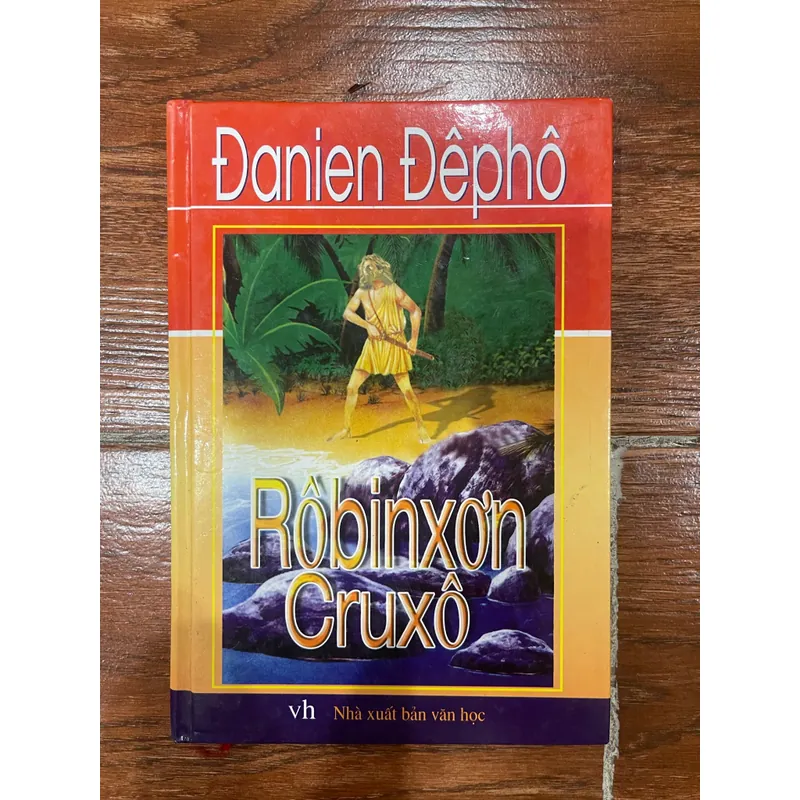 Đanien Đêphô
Rôbinxơn
Cruxô
vh Nhà xuất bản văn học